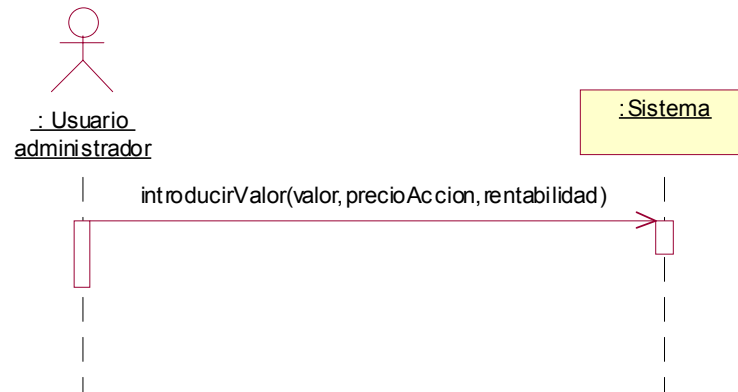 : Usuario
administrador
:Sistema
introducirValor(valor,precioAccion,rentabilidad)